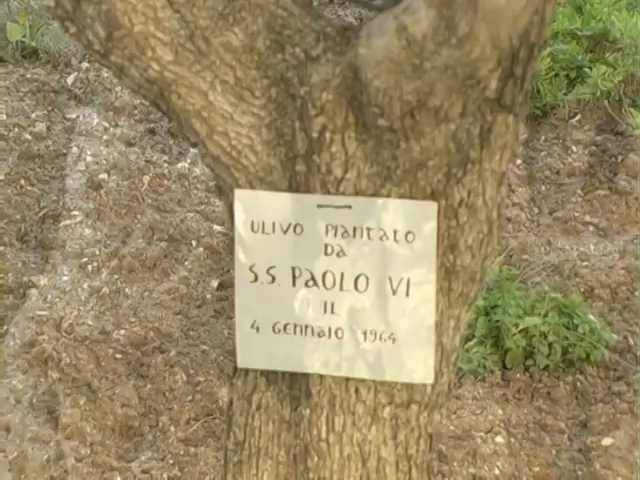 ULIVO PIANTATO
DA
S.S. PAOLO VI
IL
4 GENNAIO 1964